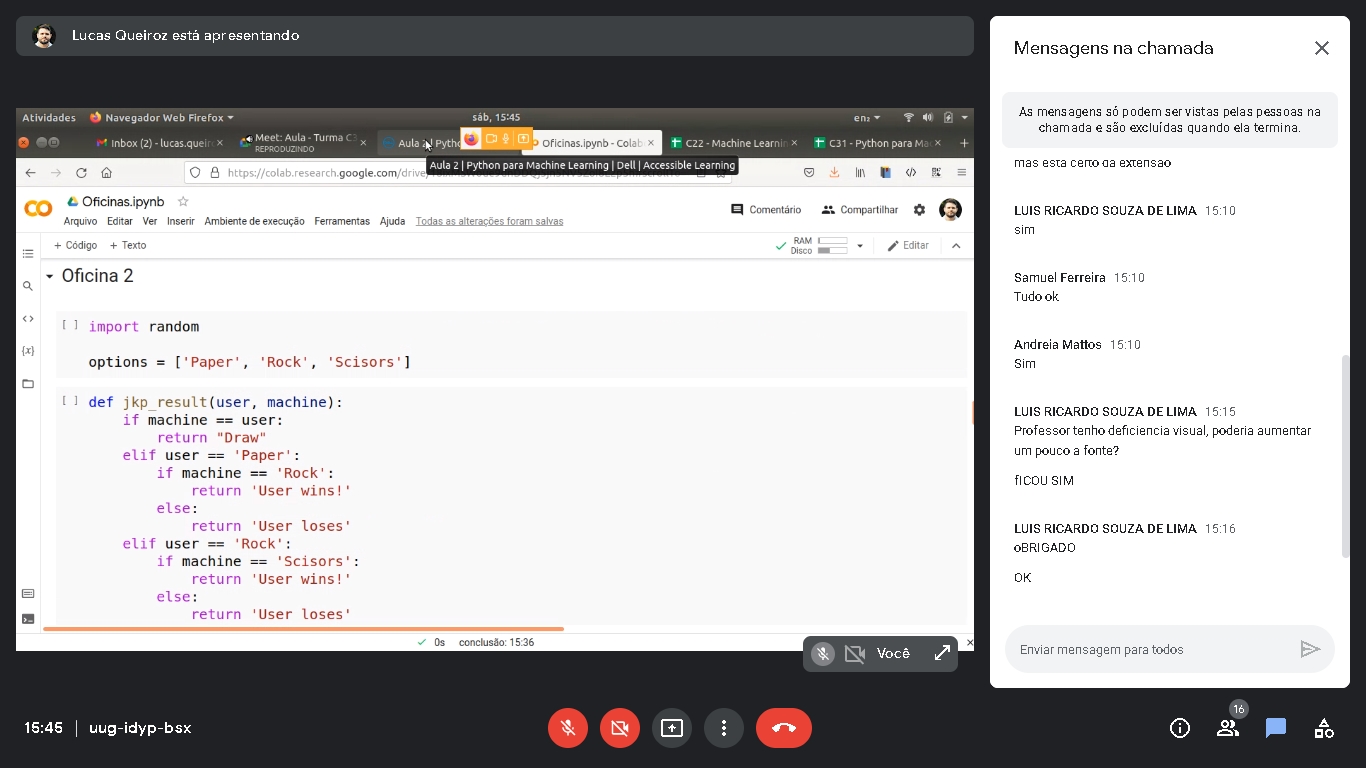 Lucas Queiroz está apresentando
Atividades
Navegador Web Firefox
sáb, 15:45
en₂
Inbox (2) - lucas.queir
Meet: Aula - Turma C3
REPRODUZINDO
Aula 2 | Pytho
Oficinas.ipynb - Colab
C22 - Machine Learnin
C31 - Python para Ma
Aula 2 | Python para Machine Learning | Dell | Accessible Learning
https://colab.research.google.com/drive/
Oficinas.ipynb
Comentário
Compartilhar
Arquivo Editar Ver Inserir Ambiente de execução Ferramentas Ajuda Todas as alterações foram salvas
+ Código + Texto
RAM
Disco
Editar
Oficina 2
[ ] import random
options = ['Paper', 'Rock', 'Scisors']
[ ] def jkp_result(user, machine):
if machine == user:
return "Draw"
elif user == 'Paper':
if machine == 'Rock':
return 'User wins!'
else:
return 'User loses'
elif user == 'Rock':
if machine == 'Scisors':
return 'User wins!'
else:
return 'User loses'
0s conclusão: 15:36
Você
15:45 | uug-idyp-bsx
Mensagens na chamada
As mensagens só podem ser vistas pelas pessoas na
chamada e são excluídas quando ela termina.
mas esta certo da extensao
LUIS RICARDO SOUZA DE LIMA 15:10
sim
Samuel Ferreira 15:10
Tudo ok
Andreia Mattos 15:10
Sim
LUIS RICARDO SOUZA DE LIMA 15:15
Professor tenho deficiencia visual, poderia aumentar
um pouco a fonte?
fICOU SIM
LUIS RICARDO SOUZA DE LIMA 15:16
oBRIGADO
OK
Enviar mensagem para todos
16